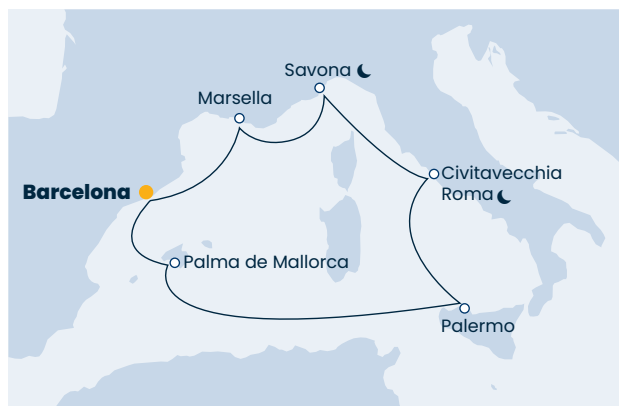 Savona
Marsella
Civitavecchia
Roma
Barcelona
Palma de Mallorca
Palermo